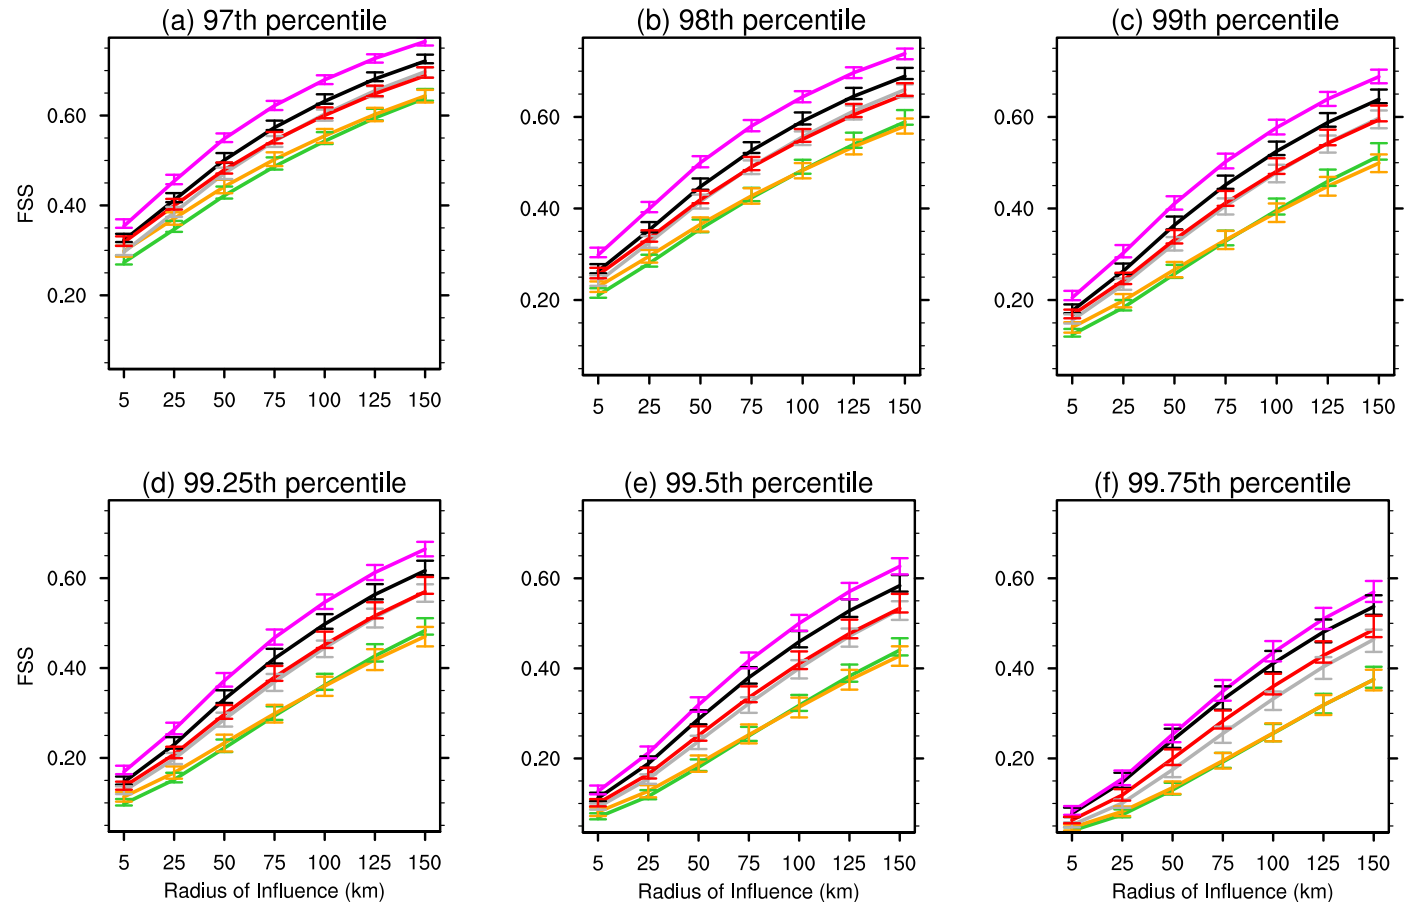 (a) 97th percentile
(b) 98th percentile
(c) 99th percentile
FSS
0.60
0.40
0.20
5 25 50 75 100 125 150
0.60
0.40
0.20
5 25 50 75 100 125 150
0.60
0.40
0.20
5 25 50 75 100 125 150
(d) 99.25th percentile
(e) 99.5th percentile
(f) 99.75th percentile
FSS
0.60
0.40
0.20
5 25 50 75 100 125 150
Radius of Influence (km)
0.60
0.40
0.20
5 25 50 75 100 125 150
Radius of Influence (km)
0.60
0.40
0.20
5 25 50 75 100 125 150
Radius of Influence (km)